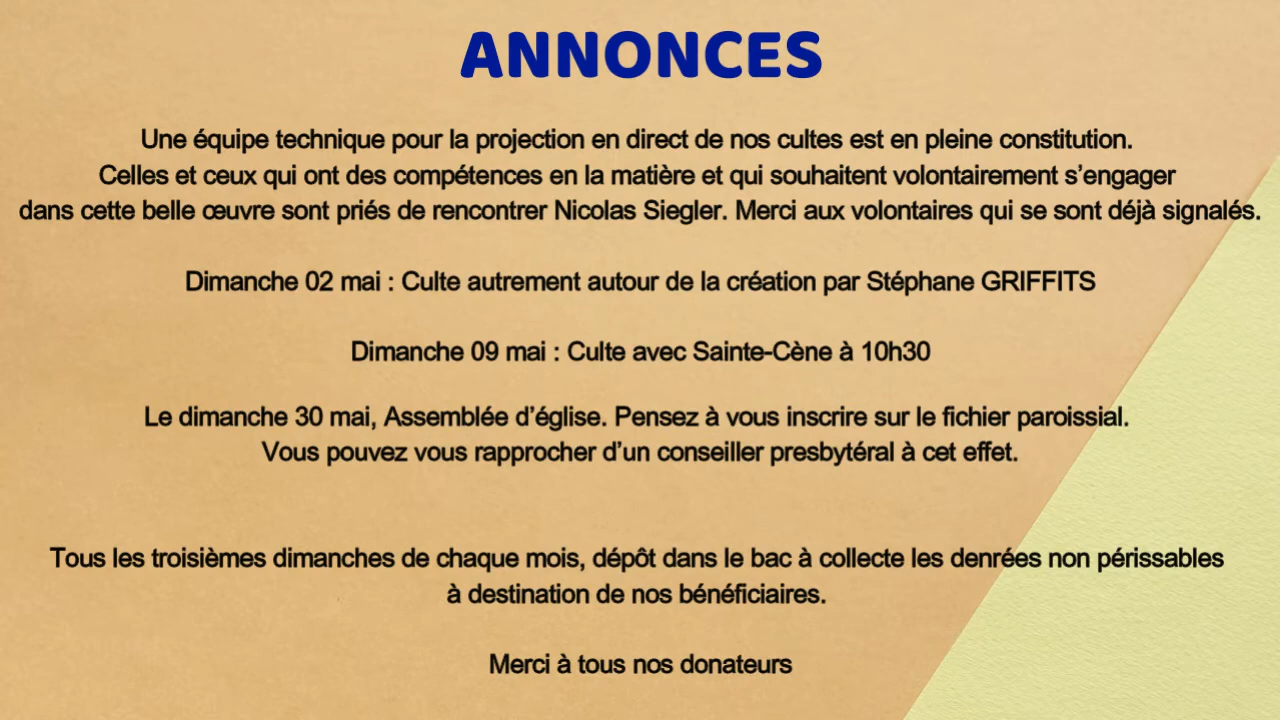 ANNONCES
Une équipe technique pour la projection en direct de nos cultes est en pleine constitution.
Celles et ceux qui ont des compétences en la matière et qui souhaitent volontairement s’engager
dans cette belle œuvre sont priés de rencontrer Nicolas Siegler. Merci aux volontaires qui se sont déjà signalés.
Dimanche 02 mai : Culte autrement autour de la création par Stéphane GRIFFITS
Dimanche 09 mai : Culte avec Sainte-Cène à 10h30
Le dimanche 30 mai, Assemblée d’église. Pensez à vous inscrire sur le fichier paroissial.
Vous pouvez vous rapprocher d’un conseiller presbytéral à cet effet.
Tous les troisièmes dimanches de chaque mois, dépôt dans le bac à collecte les denrées non périssables
à destination de nos bénéficiaires.
Merci à tous nos donateurs